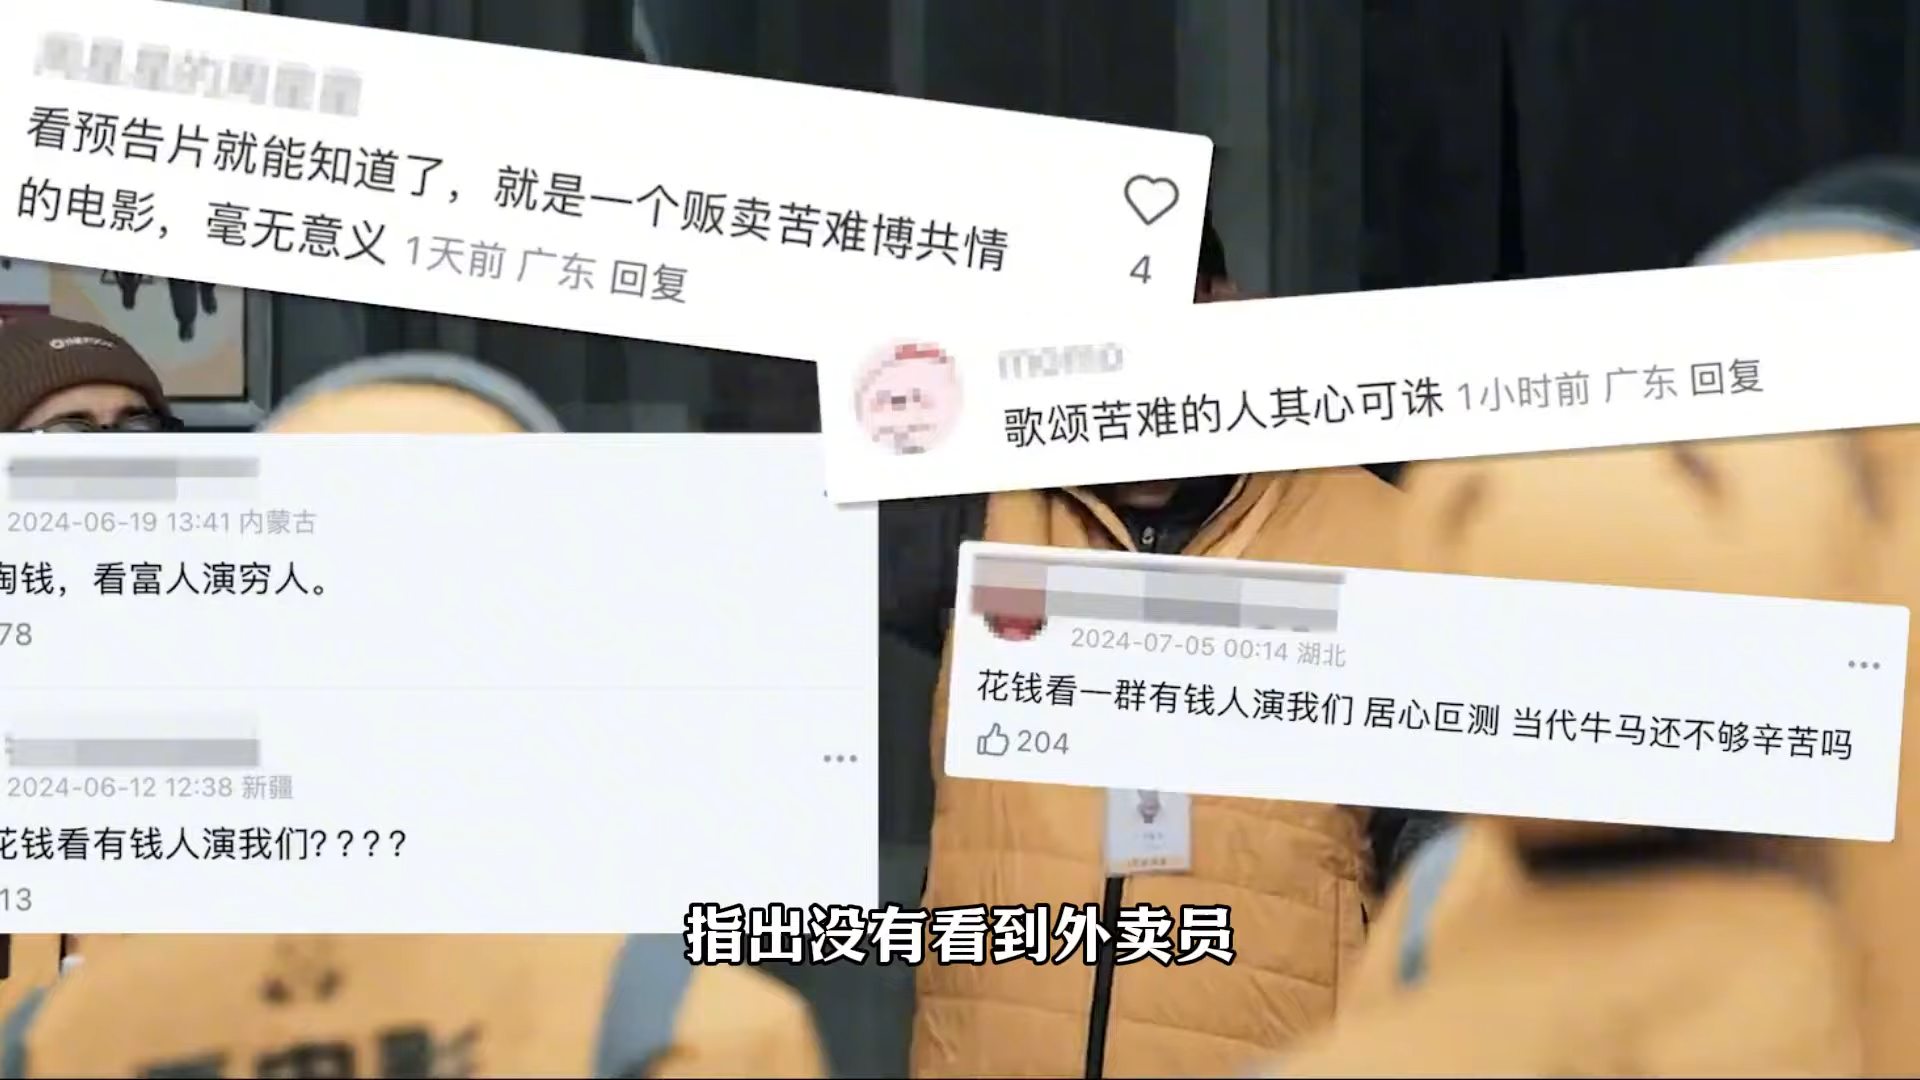 看预告片就能知道了，就是一个贩卖苦难博共情
的电影，毫无意义 1天前 广东 回复
4
momo
歌颂苦难的人其心可诛 1小时前 广东 回复
2024-06-19 13:41 内蒙古
掏钱，看富人演穷人。
78
2024-06-12 12:38 新疆
花钱看有钱人演我们????
13
2024-07-05 00:14 湖北
花钱看一群有钱人演我们 居心叵测 当代牛马还不够辛苦吗
204
指出没有看到外卖员